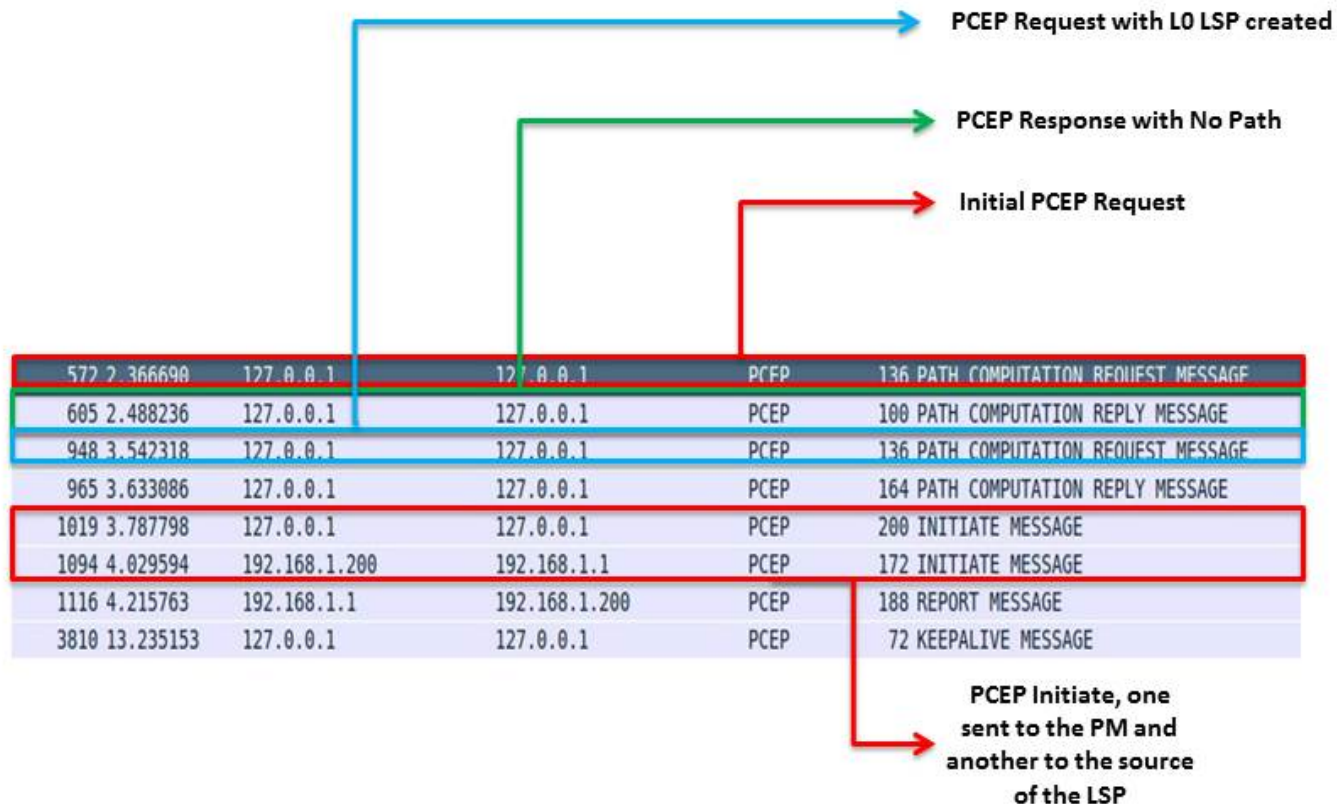 PCEP Request with L0 LSP created
PCEP Response with No Path
Initial PCEP Request
572 2.366690 127.0.0.1 127.0.0.1 PCEP 136 PATH COMPUTATION REQUEST MESSAGE
605 2.488236 127.0.0.1 127.0.0.1 PCEP 100 PATH COMPUTATION REPLY MESSAGE
948 3.542318 127.0.0.1 127.0.0.1 PCEP 136 PATH COMPUTATION REQUEST MESSAGE
965 3.633086 127.0.0.1 127.0.0.1 PCEP 164 PATH COMPUTATION REPLY MESSAGE
1019 3.787798 127.0.0.1 127.0.0.1 PCEP 200 INITIATE MESSAGE
1094 4.029594 192.168.1.200 192.168.1.1 PCEP 172 INITIATE MESSAGE
1116 4.215763 192.168.1.1 192.168.1.200 PCEP 188 REPORT MESSAGE
3810 13.235153 127.0.0.1 127.0.0.1 PCEP 72 KEEPALIVE MESSAGE
PCEP Initiate, one
sent to the PM and
another to the source
of the LSP